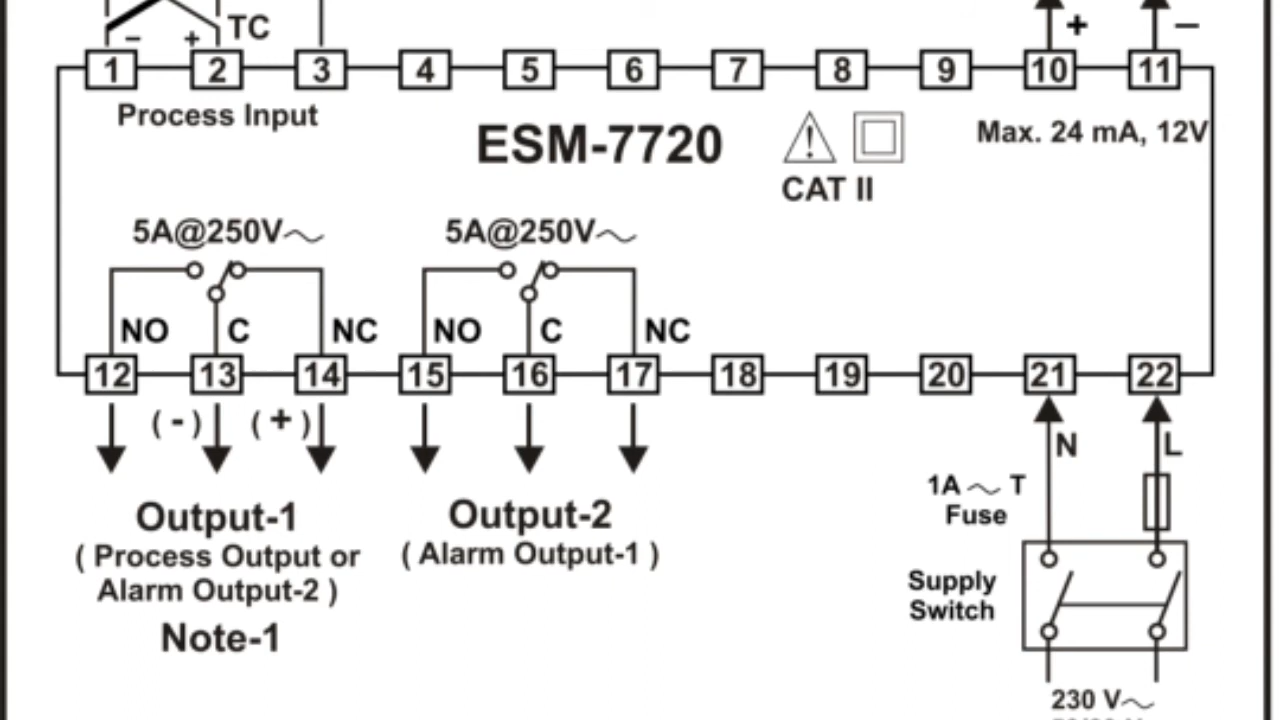 TC
- +
+ –
1 2 3 4 5 6 7 8 9 10 11
Process Input
ESM-7720
Max. 24 mA, 12V
CAT II
5A@250V~ 5A@250V~
NO C NC NO C NC
12 13 14 15 16 17 18 19 20 21 22
( - ) ( + )
N L
1A ~ T
Fuse
Output-1
( Process Output or
Alarm Output-2 )
Note-1
Output-2
( Alarm Output-1 )
Supply
Switch
230 V~